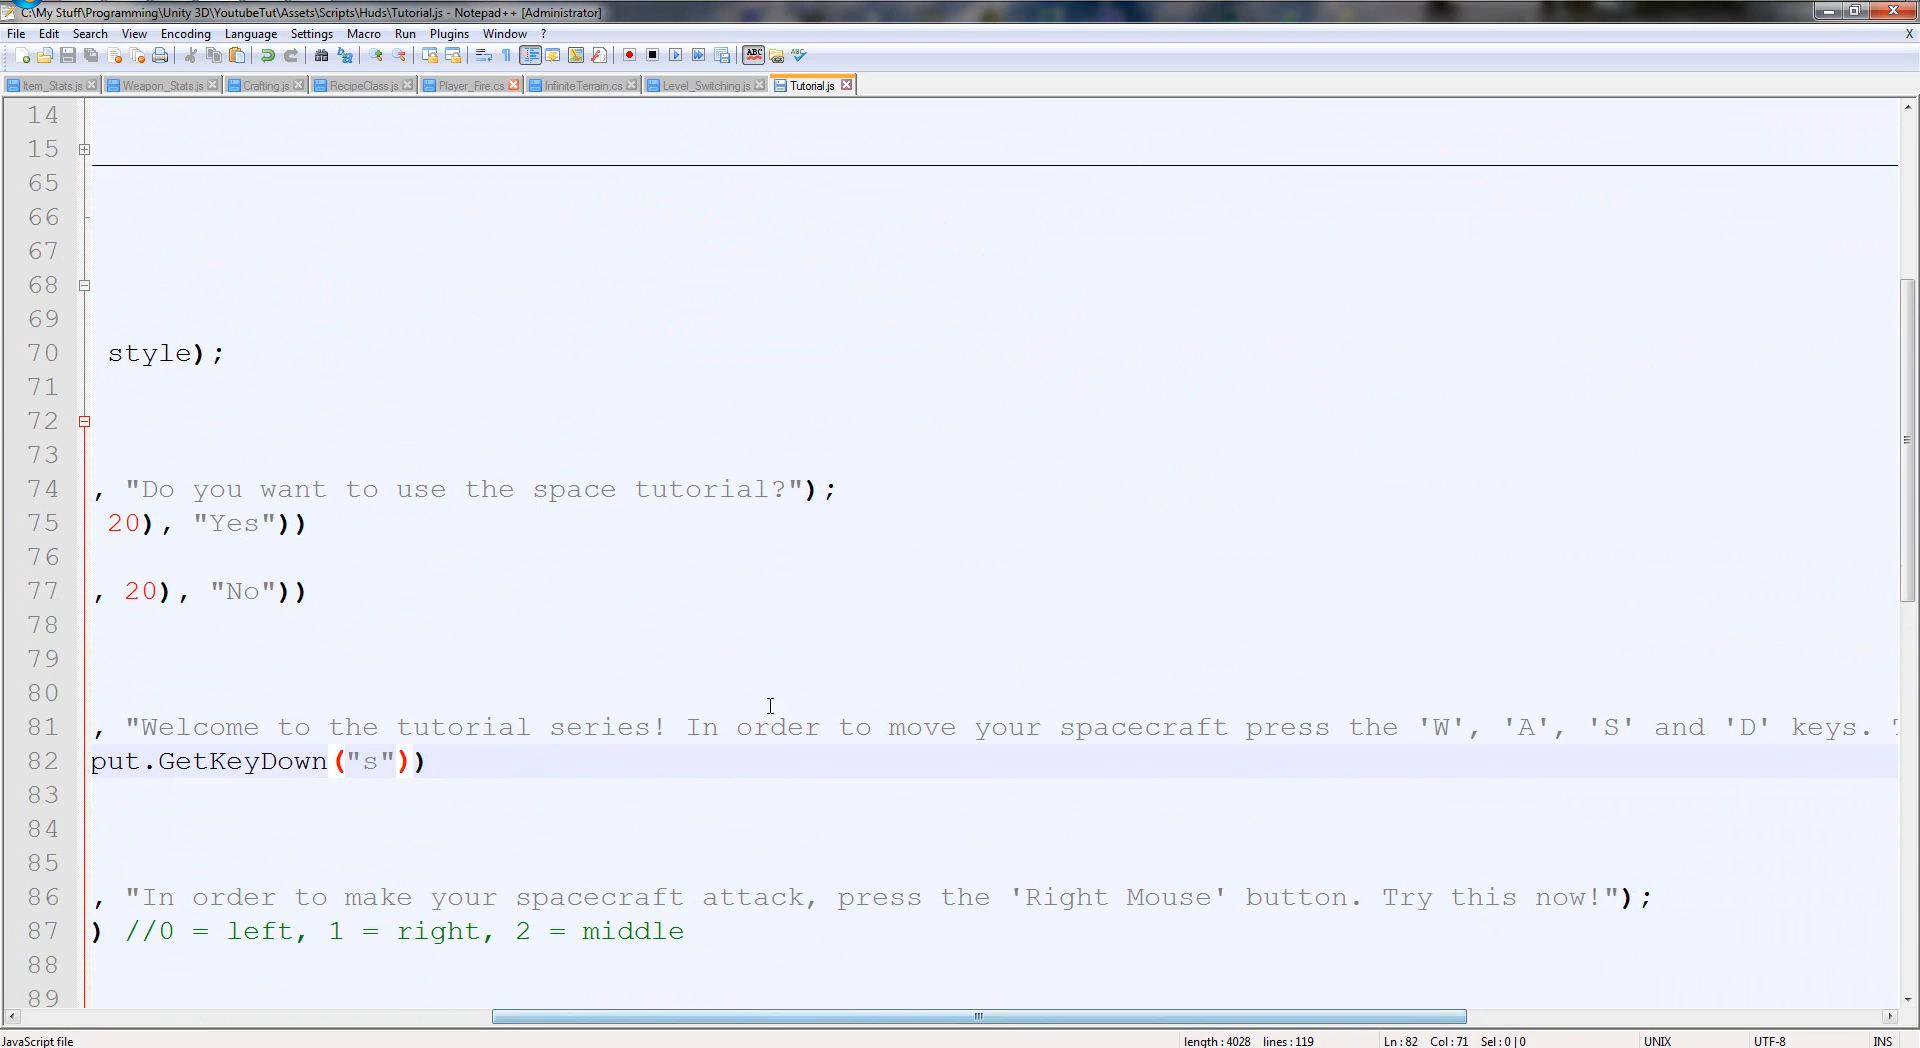 C:\My Stuff\Programming\Unity 3D\YoutubeTut\Assets\Scripts\Huds\Tutorial.js - Notepad++ [Administrator]
File Edit Search View Encoding Language Settings Macro Run Plugins Window ? X
ABC ABC
Item_Stats.js Weapon_Stats.js Crafting.js RecipeClass.js Player_Fire.cs InfiniteTerrain.cs Level_Switching.js Tutorial.js
14
15
65
66
67
68
69
70 style);
71
72
73
74 , "Do you want to use the space tutorial?");
75 20), "Yes"))
76
77 , 20), "No"))
78
79
80
81 , "Welcome to the tutorial series! In order to move your spacecraft press the 'W', 'A', 'S' and 'D' keys.
82 put.GetKeyDown("s"))
83
84
85
86 , "In order to make your spacecraft attack, press the 'Right Mouse' button. Try this now!");
87 ) //0 = left, 1 = right, 2 = middle
88
89
JavaScript file length : 4028 lines : 119 Ln : 82 Col : 71 Sel : 0 | 0 UNIX UTF-8 INS